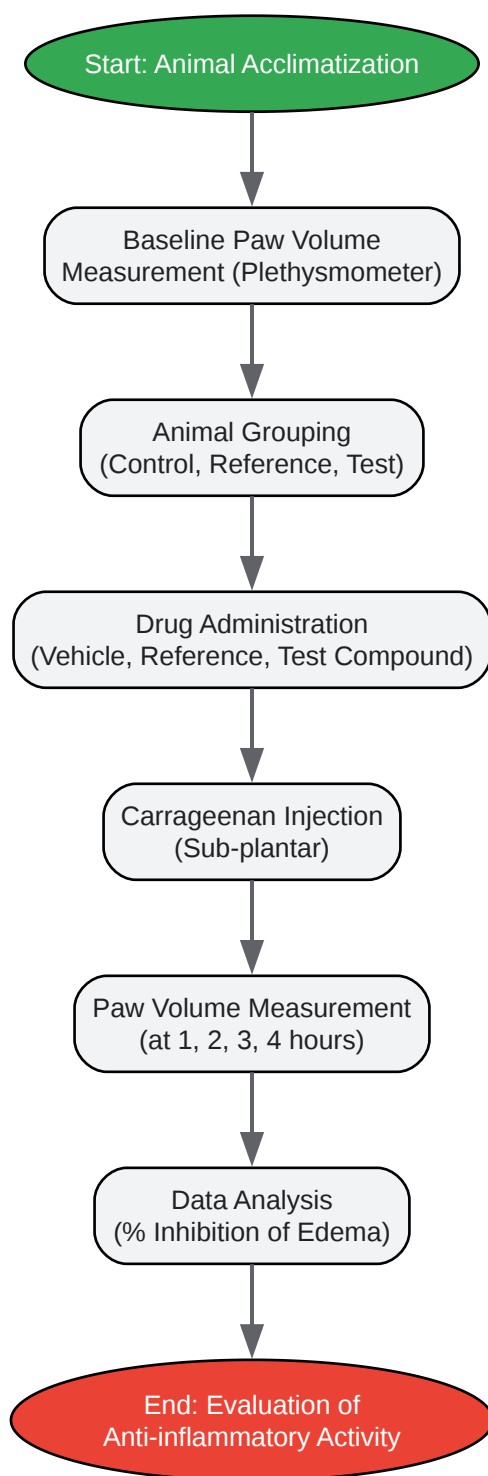 Start: Animal Acclimatization
Baseline Paw Volume
Measurement (Plethysmometer)
Animal Grouping
(Control, Reference, Test)
Drug Administration
(Vehicle, Reference, Test Compound)
Carrageenan Injection
(Sub-plantar)
Paw Volume Measurement
(at 1, 2, 3, 4 hours)
Data Analysis
(% Inhibition of Edema)
End: Evaluation of
Anti-inflammatory Activity